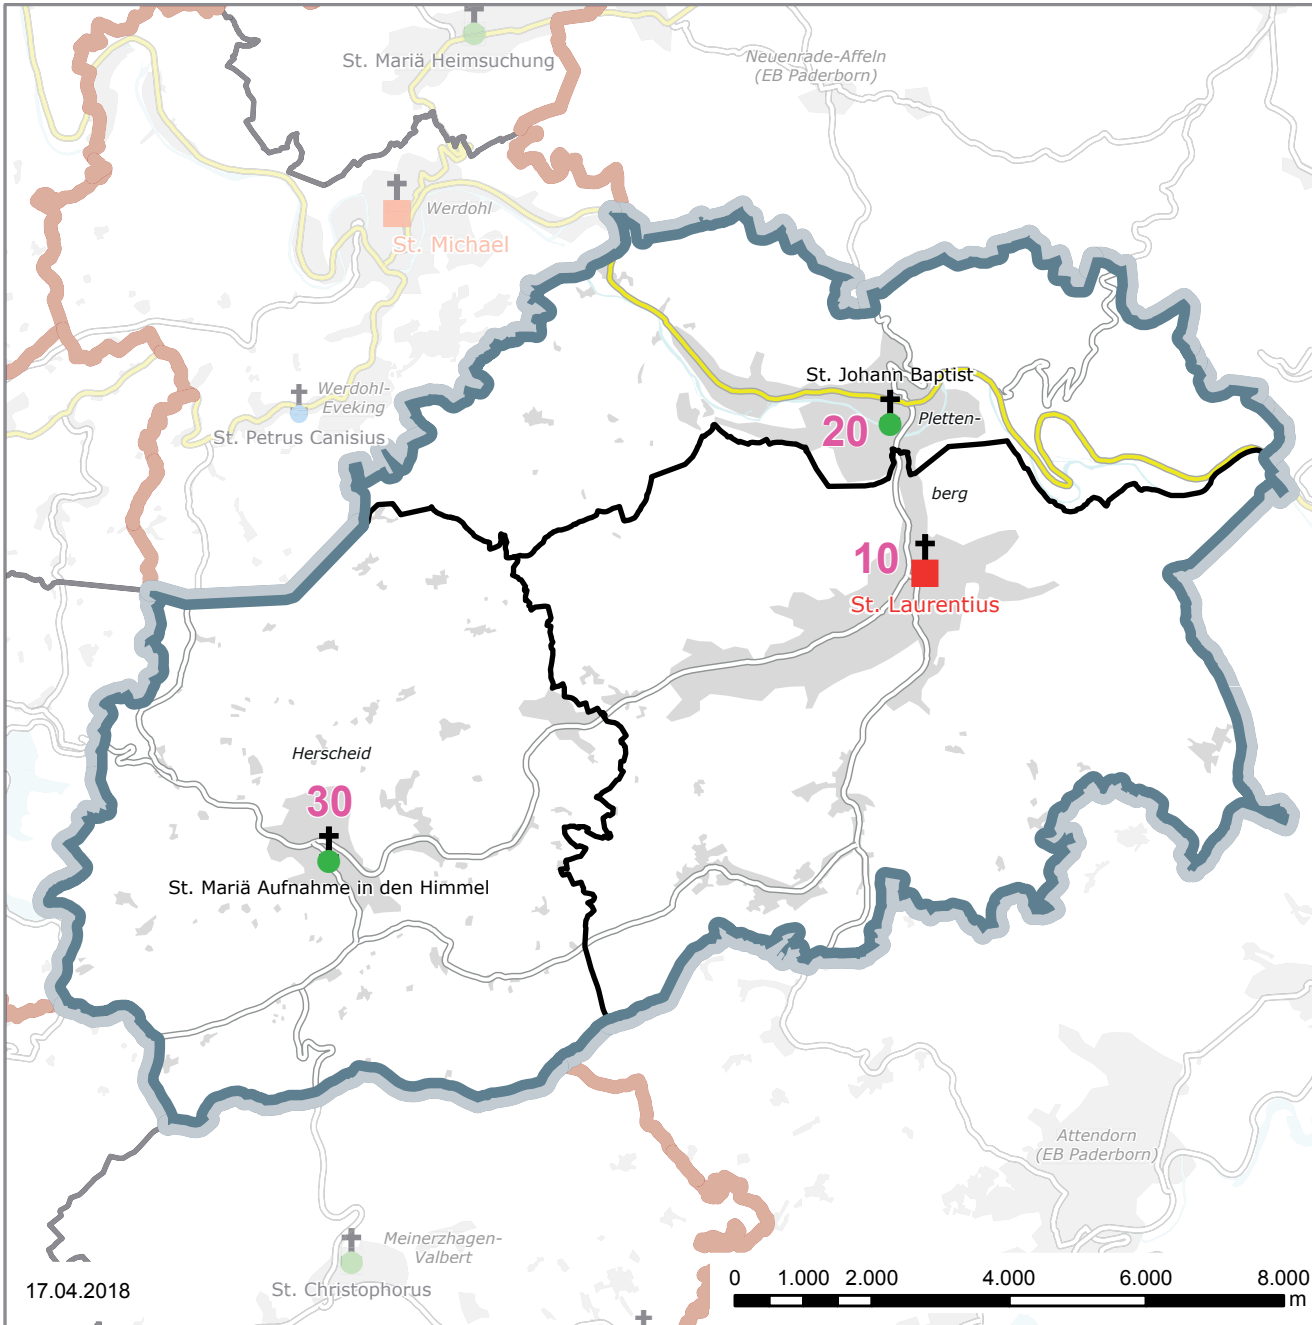 St. Mariä Heimsuchung
Neuenrade-Affeln
(EB Paderborn)
Werdohl
St. Michael
Werdohl-
Eveking
St. Petrus Canisius
St. Johann Baptist
20
Pletten-
berg
10
St. Laurentius
Herscheid
30
St. Mariä Aufnahme in den Himmel
Attendorn
(EB Paderborn)
Meinerzhagen-
Valbert
St. Christophorus
17.04.2018
0 1.000 2.000 4.000 6.000 8.000
m